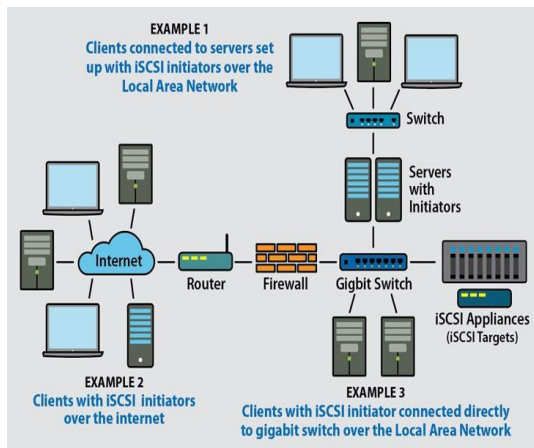 EXAMPLE 1
Clients connected to servers set
up with iSCSI initiators over the
Local Area Network
Switch
Servers
with
Initiators
Internet
Router
Firewall
Gigbit Switch
iSCSI Appliances
(iSCSI Targets)
EXAMPLE 2
Clients with iSCSI initiators
over the internet
EXAMPLE 3
Clients with iSCSI initiator connected directly
to gigabit switch over the Local Area Network